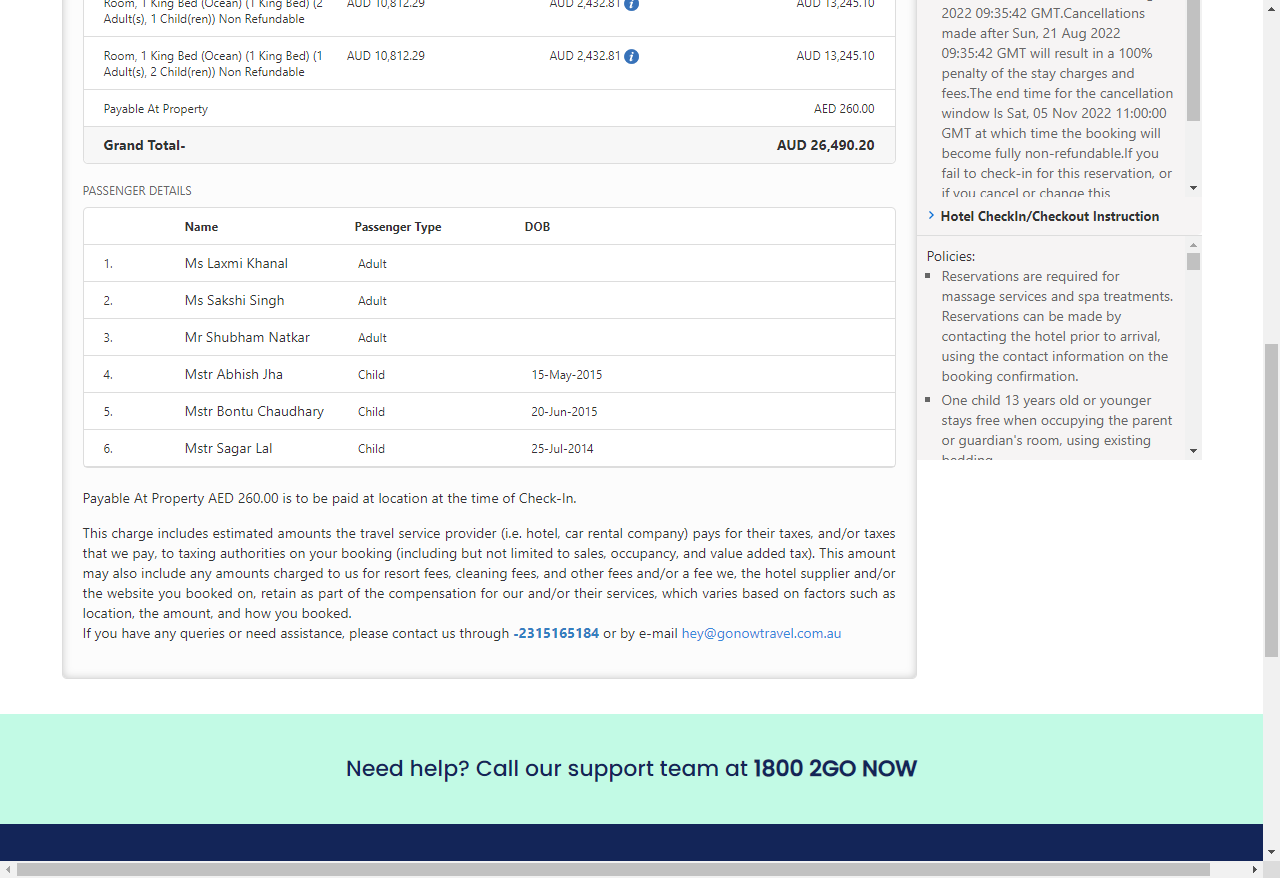 Room, 1 King Bed (Ocean) (1 King Bed) (2 AUD 10,812.29 AUD 2,432.81 i AUD 13,245.10
Adult(s), 1 Child(ren)) Non Refundable
Room, 1 King Bed (Ocean) (1 King Bed) (1 AUD 10,812.29 AUD 2,432.81 i AUD 13,245.10
Adult(s), 2 Child(ren)) Non Refundable
Payable At Property AED 260.00
Grand Total- AUD 26,490.20
PASSENGER DETAILS
Name Passenger Type DOB
1. Ms Laxmi Khanal Adult
2. Ms Sakshi Singh Adult
3. Mr Shubham Natkar Adult
4. Mstr Abhish Jha Child 15-May-2015
5. Mstr Bontu Chaudhary Child 20-Jun-2015
6. Mstr Sagar Lal Child 25-Jul-2014
Payable At Property AED 260.00 is to be paid at location at the time of Check-In.
This charge includes estimated amounts the travel service provider (i.e. hotel, car rental company) pays for their taxes, and/or taxes
that we pay, to taxing authorities on your booking (including but not limited to sales, occupancy, and value added tax). This amount
may also include any amounts charged to us for resort fees, cleaning fees, and other fees and/or a fee we, the hotel supplier and/or
the website you booked on, retain as part of the compensation for our and/or their services, which varies based on factors such as
location, the amount, and how you booked.
If you have any queries or need assistance, please contact us through -2315165184 or by e-mail hey@gonowtravel.com.au
2022 09:35:42 GMT.Cancellations
made after Sun, 21 Aug 2022
09:35:42 GMT will result in a 100%
penalty of the stay charges and
fees.The end time for the cancellation
window Is Sat, 05 Nov 2022 11:00:00
GMT at which time the booking will
become fully non-refundable.If you
fail to check-in for this reservation, or
if you cancel or change this
Hotel CheckIn/Checkout Instruction
Policies:
Reservations are required for
massage services and spa treatments.
Reservations can be made by
contacting the hotel prior to arrival,
using the contact information on the
booking confirmation.
One child 13 years old or younger
stays free when occupying the parent
or guardian's room, using existing
bedding
Need help? Call our support team at 1800 2GO NOW